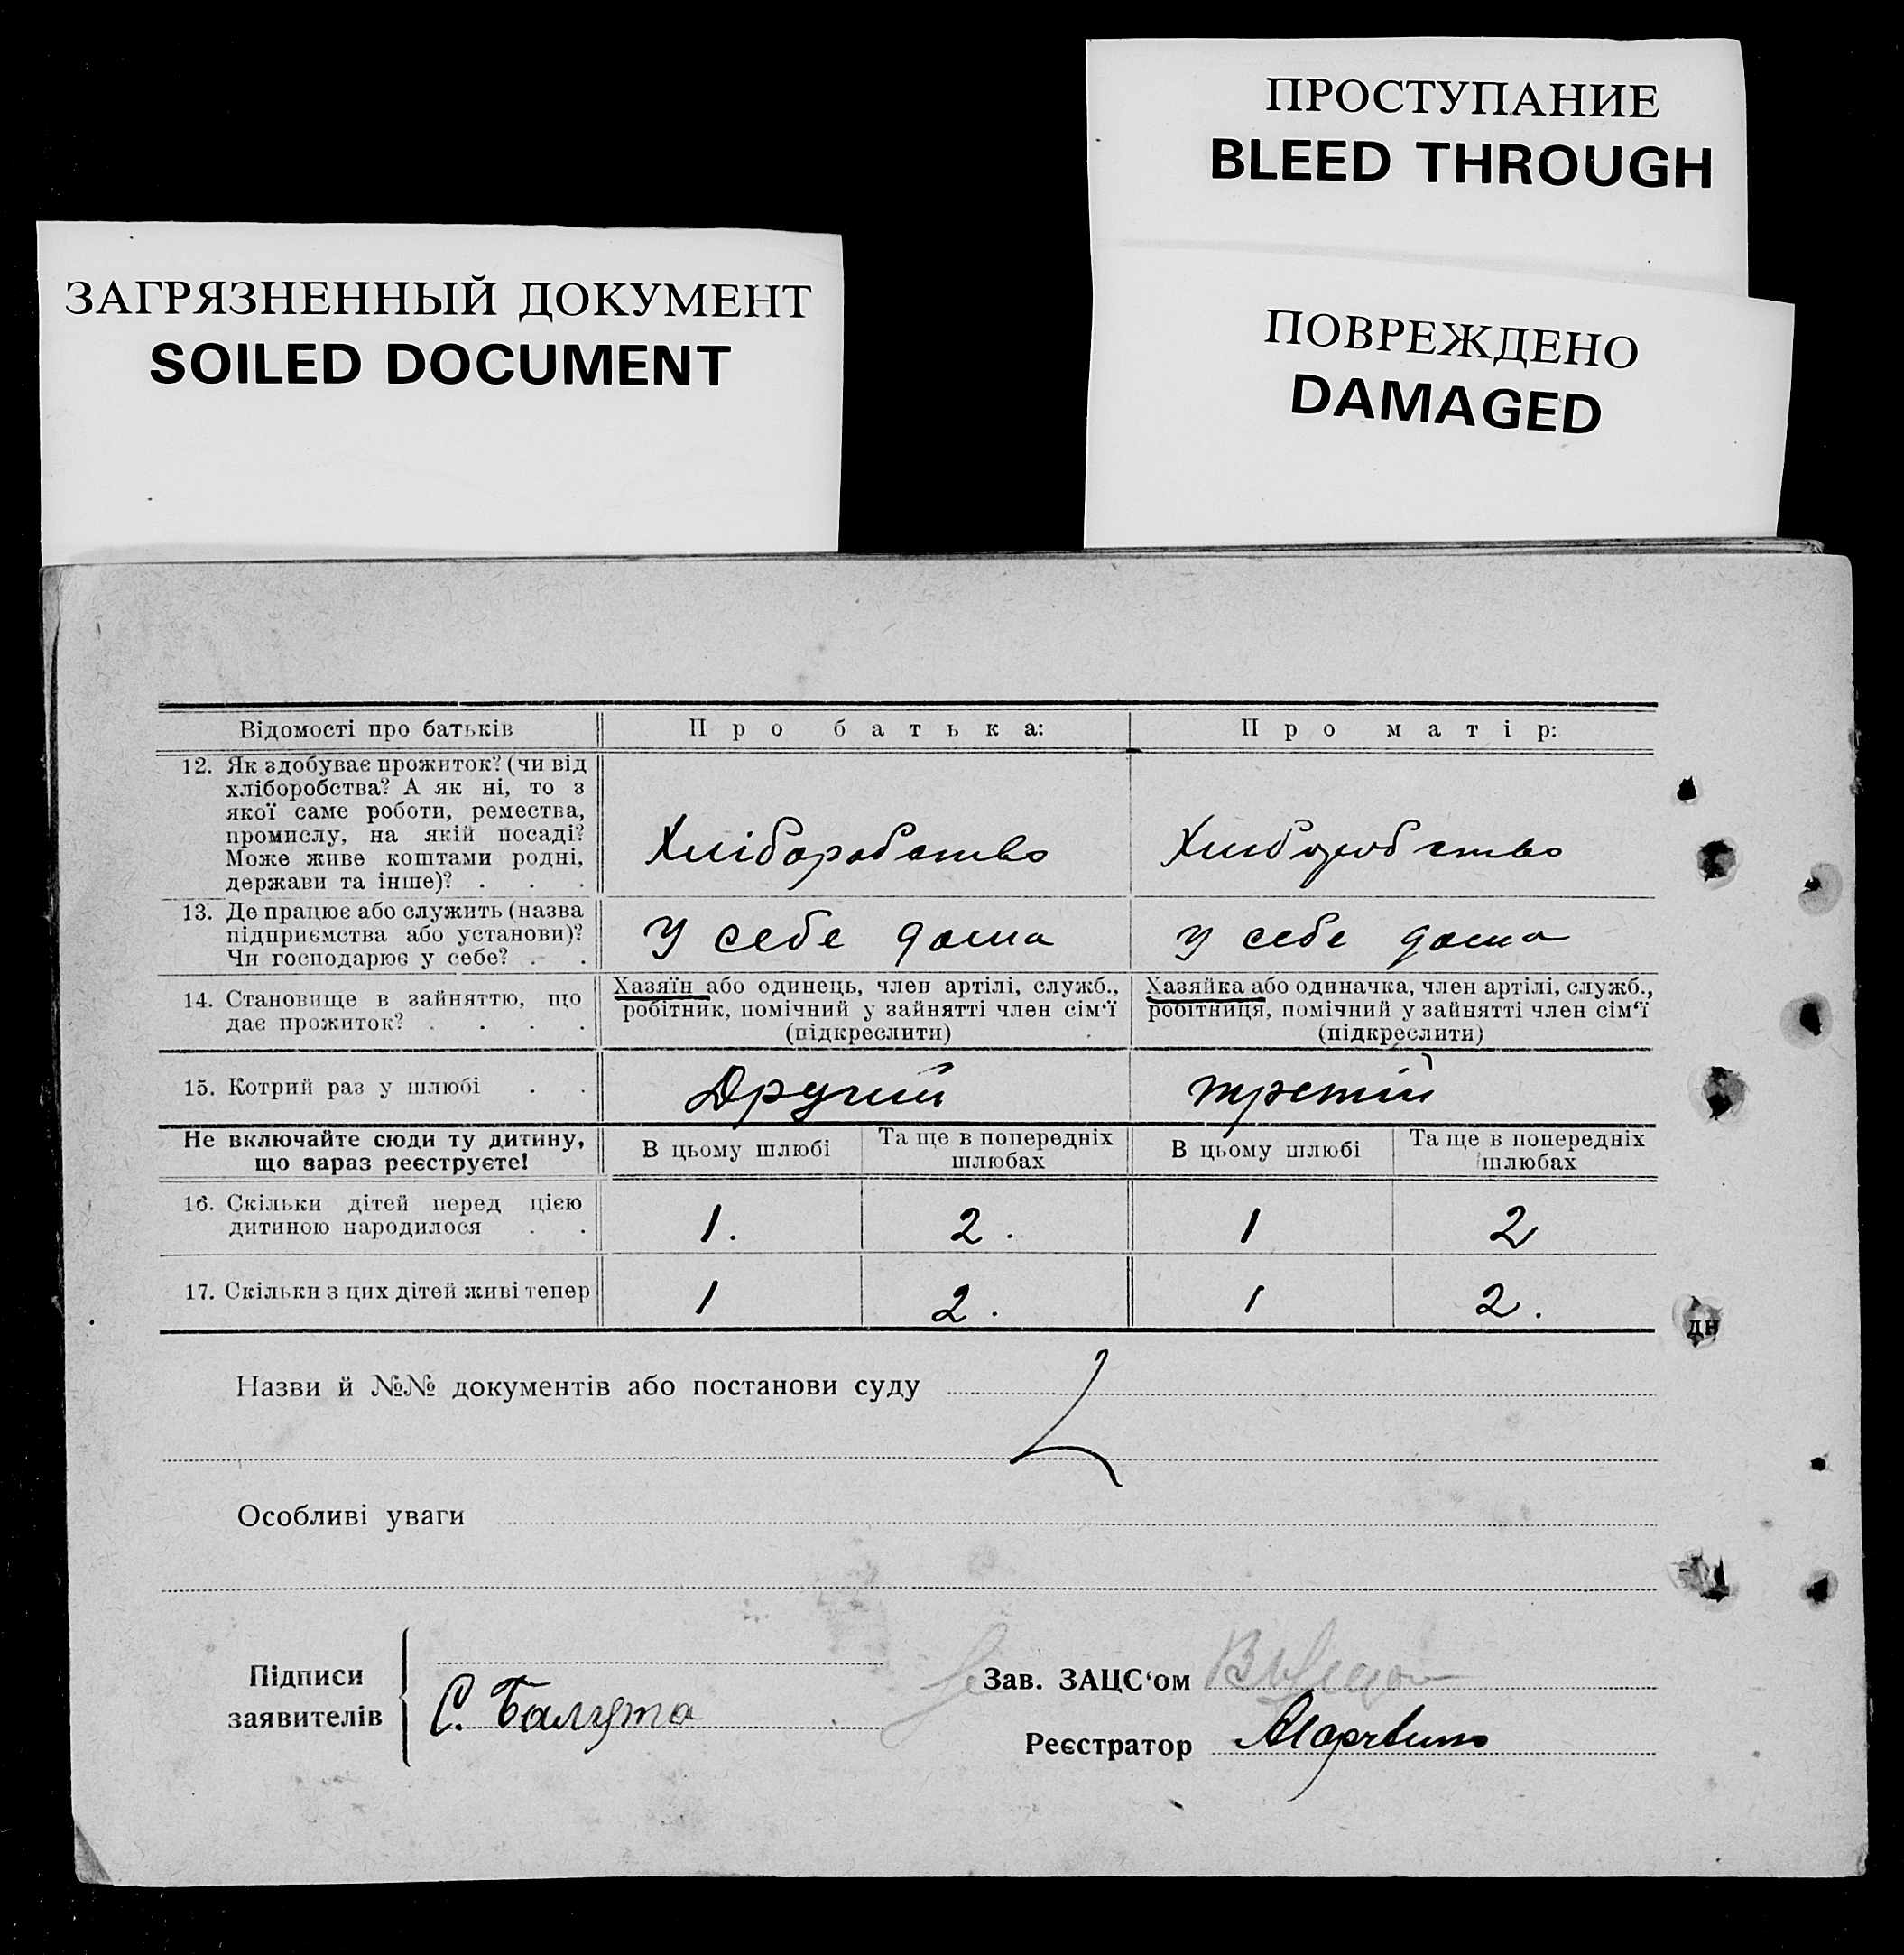 ПРОСТУПАНИЕ
BLEED THROUGH
ЗАГРЯЗНЕННЫЙ ДОКУМЕНТ
SOILED DOCUMENT
ПОВРЕЖДЕНО
DAMAGED
Відомості про батьків
Про батька:
Про матір:
12. Як здобуває прожиток? (чи від
хліборобства? А як ні, то з
якої саме роботи, ремества,
промислу, на якій посаді?
Може живе коштами родні,
держави та інше)? . . .
Хліборобство
Хліборобство
13. Де працює або служить (назва
підприємства або установи)?
Чи господарює у себе? . .
У себе дома
У себе дома
14. Становище в зайняттю, що
дає прожиток? . . . .
Хазяїн або одинець, член артілі, служб.,
робітник, помічний у зайнятті член сім'ї
(підкреслити)
Хазяйка або одиначка, член артілі, служб.,
робітниця, помічний у зайнятті член сім'ї
(підкреслити)
15. Котрий раз у шлюбі . .
Другий
третій
Не включайте сюди ту дитину,
що зараз реєструєте!
В цьому шлюбі
Та ще в попередніх
шлюбах
В цьому шлюбі
Та ще в попередніх
шлюбах
16. Скільки дітей перед цією
дитиною народилося . .
1.
2.
1
2
17. Скільки з цих дітей живі тепер
1
2.
1
2.
дн
Назви й №№ документів або постанови суду
Особливі уваги
Підписи
заявителів
С. Балута
Зав. ЗАЦС'ом
Реєстратор